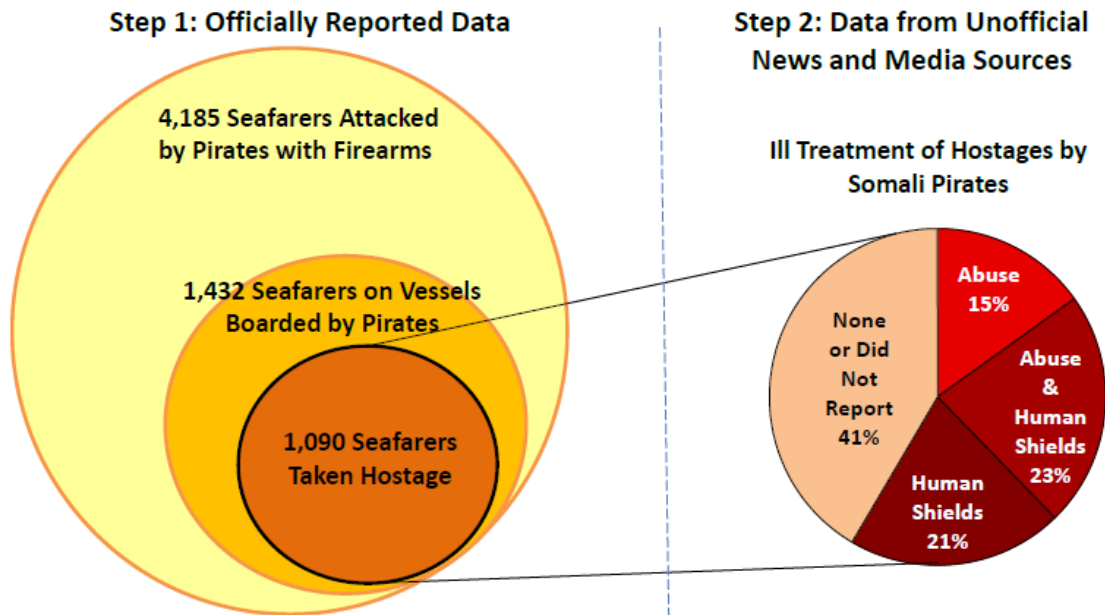 Step 1: Officially Reported Data
4,185 Seafarers Attacked
by Pirates with Firearms
1,432 Seafarers on Vessels
Boarded by Pirates
1,090 Seafarers
Taken Hostage
Step 2: Data from Unofficial
News and Media Sources
Ill Treatment of Hostages by
Somali Pirates
Abuse
15%
Abuse
&
Human
Shields
23%
Human
Shields
21%
None
or Did
Not
Report
41%